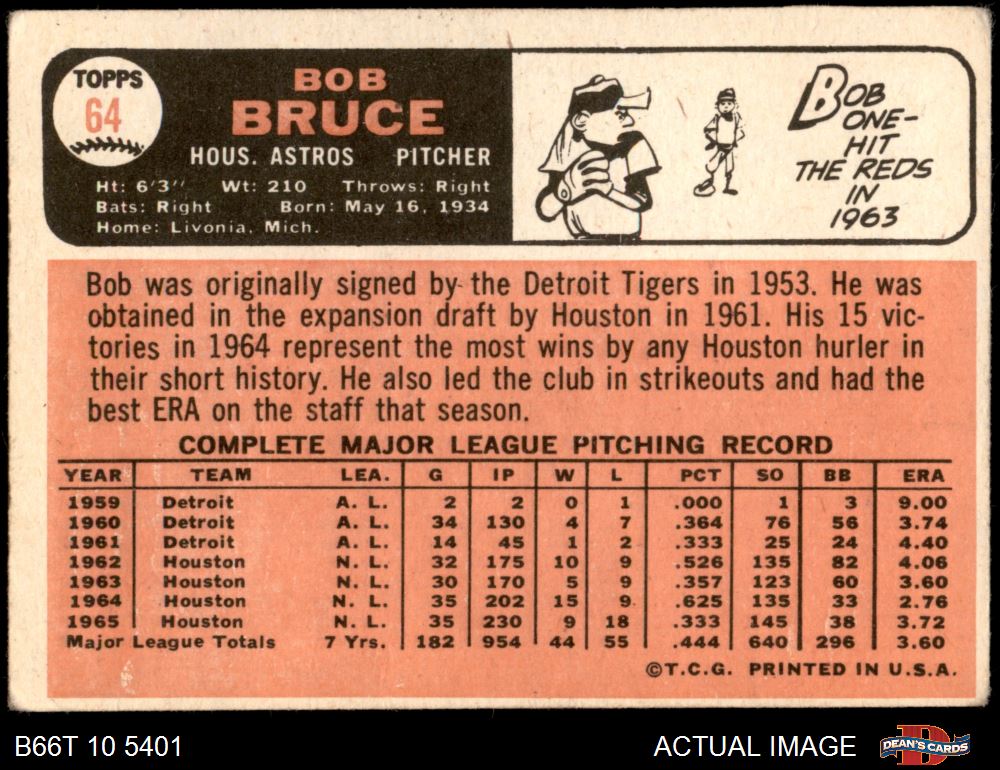 TOPPS
64
BOB
BRUCE
HOUS. ASTROS PITCHER
Ht: 6'3" Wt: 210 Throws: Right
Bats: Right Born: May 16, 1934
Home: Livonia, Mich.
BOB
ONE-
HIT
THE REDS
IN
1963
Bob was originally signed by the Detroit Tigers in 1953. He was
obtained in the expansion draft by Houston in 1961. His 15 vic-
tories in 1964 represent the most wins by any Houston hurler in
their short history. He also led the club in strikeouts and had the
best ERA on the staff that season.
COMPLETE MAJOR LEAGUE PITCHING RECORD
YEAR TEAM LEA. G IP W L PCT SO BB ERA
1959 Detroit A. L. 2 2 0 1 .000 1 3 9.00
1960 Detroit A. L. 34 130 4 7 .364 76 56 3.74
1961 Detroit A. L. 14 45 1 2 .333 25 24 4.40
1962 Houston N. L. 32 175 10 9 .526 135 82 4.06
1963 Houston N. L. 30 170 5 9 .357 123 60 3.60
1964 Houston N. L. 35 202 15 9 .625 135 33 2.76
1965 Houston N. L. 35 230 9 18 .333 145 38 3.72
Major League Totals 7 Yrs. 182 954 44 55 .444 640 296 3.60
©T.C.G. PRINTED IN U.S.A.
B66T 10 5401
ACTUAL IMAGE
D
DEAN'S CARDS